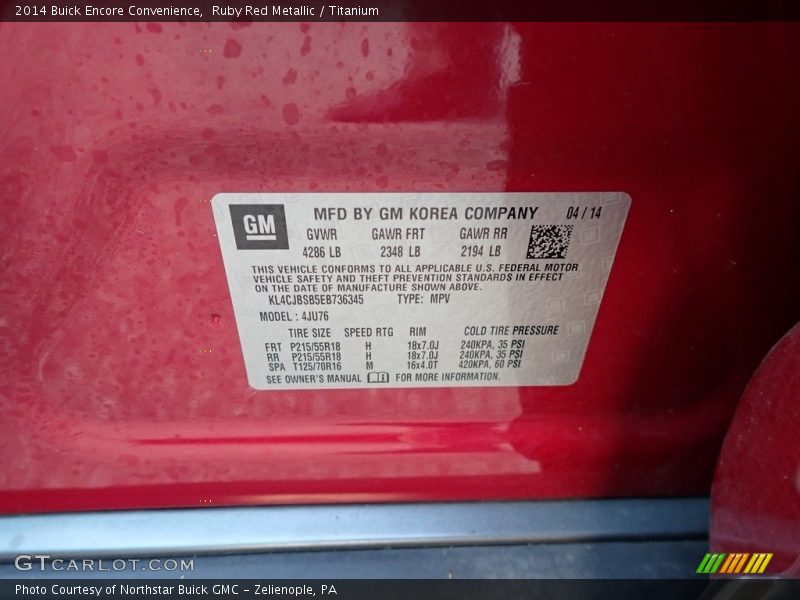 2014 Buick Encore Convenience, Ruby Red Metallic / Titanium
GM
MFD BY GM KOREA COMPANY 04 / 14
GVWR GAWR FRT GAWR RR
4286 LB 2348 LB 2194 LB
THIS VEHICLE CONFORMS TO ALL APPLICABLE U.S. FEDERAL MOTOR
VEHICLE SAFETY AND THEFT PREVENTION STANDARDS IN EFFECT
ON THE DATE OF MANUFACTURE SHOWN ABOVE.
KL4CJBSB5EB736345 TYPE: MPV
MODEL : 4JU76
TIRE SIZE SPEED RTG RIM COLD TIRE PRESSURE
FRT P215/55R18 H 18x7.0J 240KPA, 35 PSI
RR P215/55R18 H 18x7.0J 240KPA, 35 PSI
SPA T125/70R16 M 16x4.0T 420KPA, 60 PSI
SEE OWNER'S MANUAL FOR MORE INFORMATION.
GTCARLOT.COM
Photo Courtesy of Northstar Buick GMC - Zelienople, PA